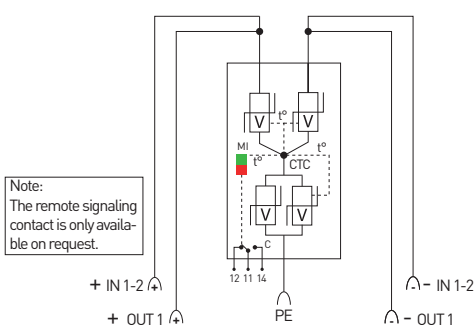 t°
V
V
MI
t°
t°
CTC
Note:
The remote signaling
contact is only availa-
ble on request.
V
V
C
12 11 14
+ IN 1-2
- IN 1-2
+ OUT 1
PE
- OUT 1